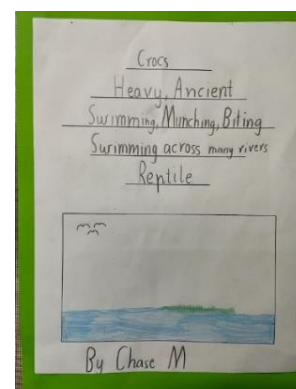 Crocs
Heavy, Ancient
Swimming, Munching, Biting
Swimming across many rivers
Reptile
By Chase M